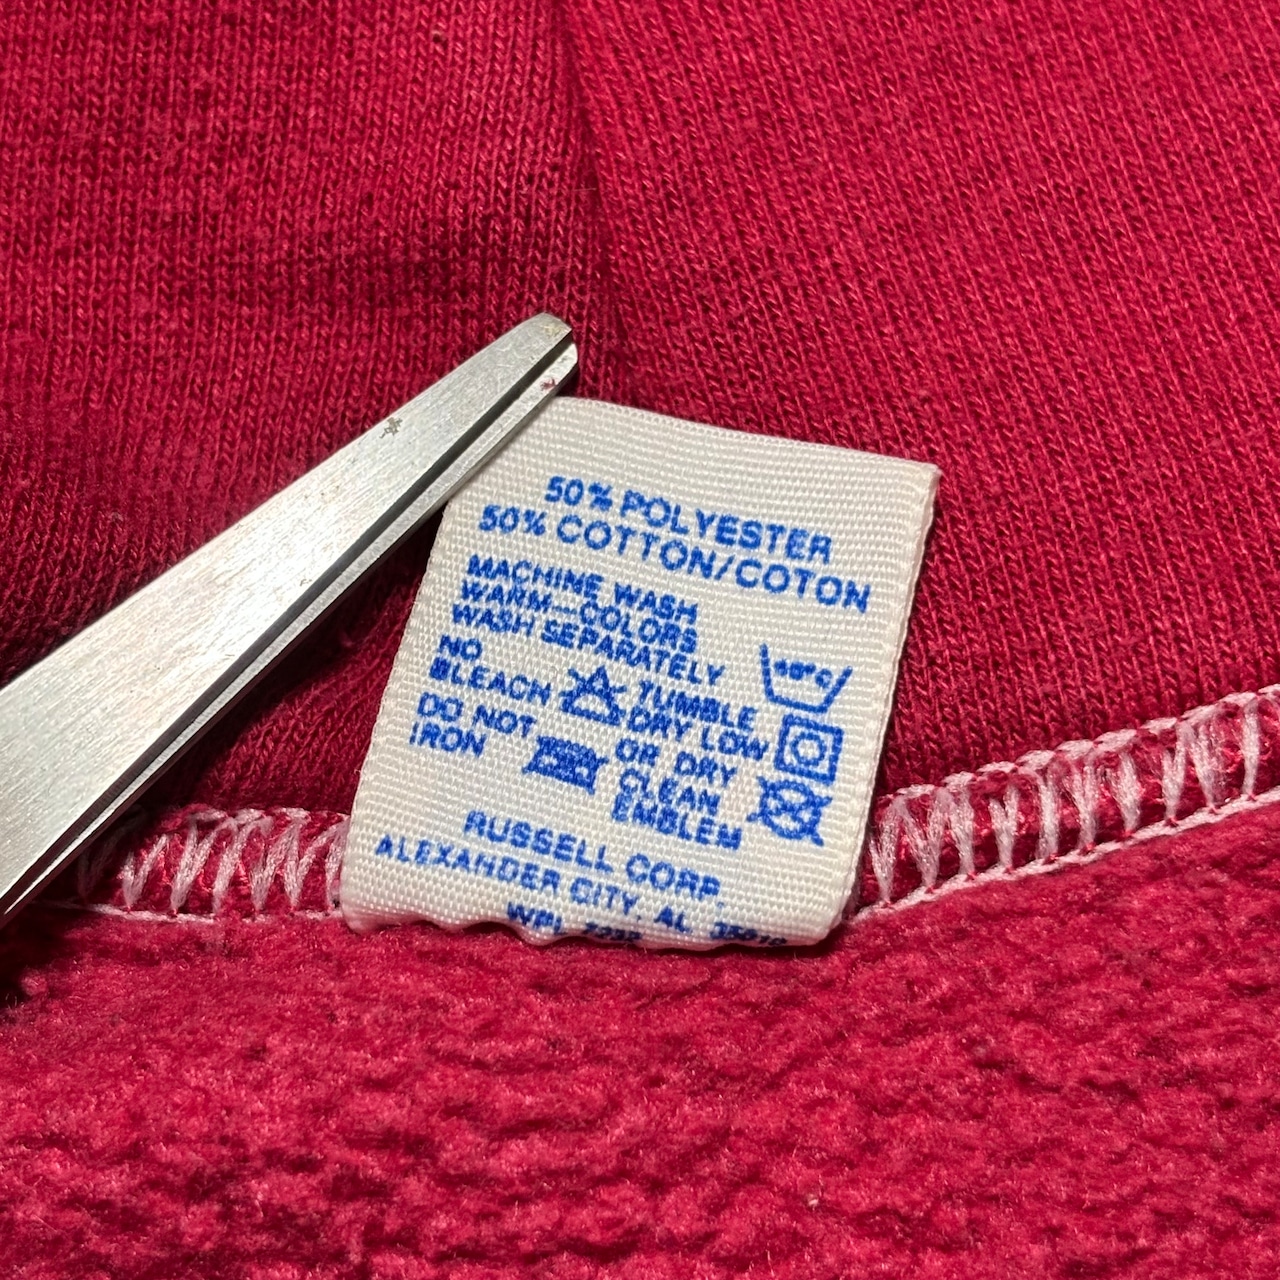 50% POLYESTER
50% COTTON/COTON
MACHINE WASH
WARM—COLORS
WASH SEPARATELY
NO
BLEACH
DO NOT
IRON
TUMBLE
DRY LOW
OR DRY
CLEAN
EMBLEM
RUSSELL CORP.
ALEXANDER CITY, AL
WPL